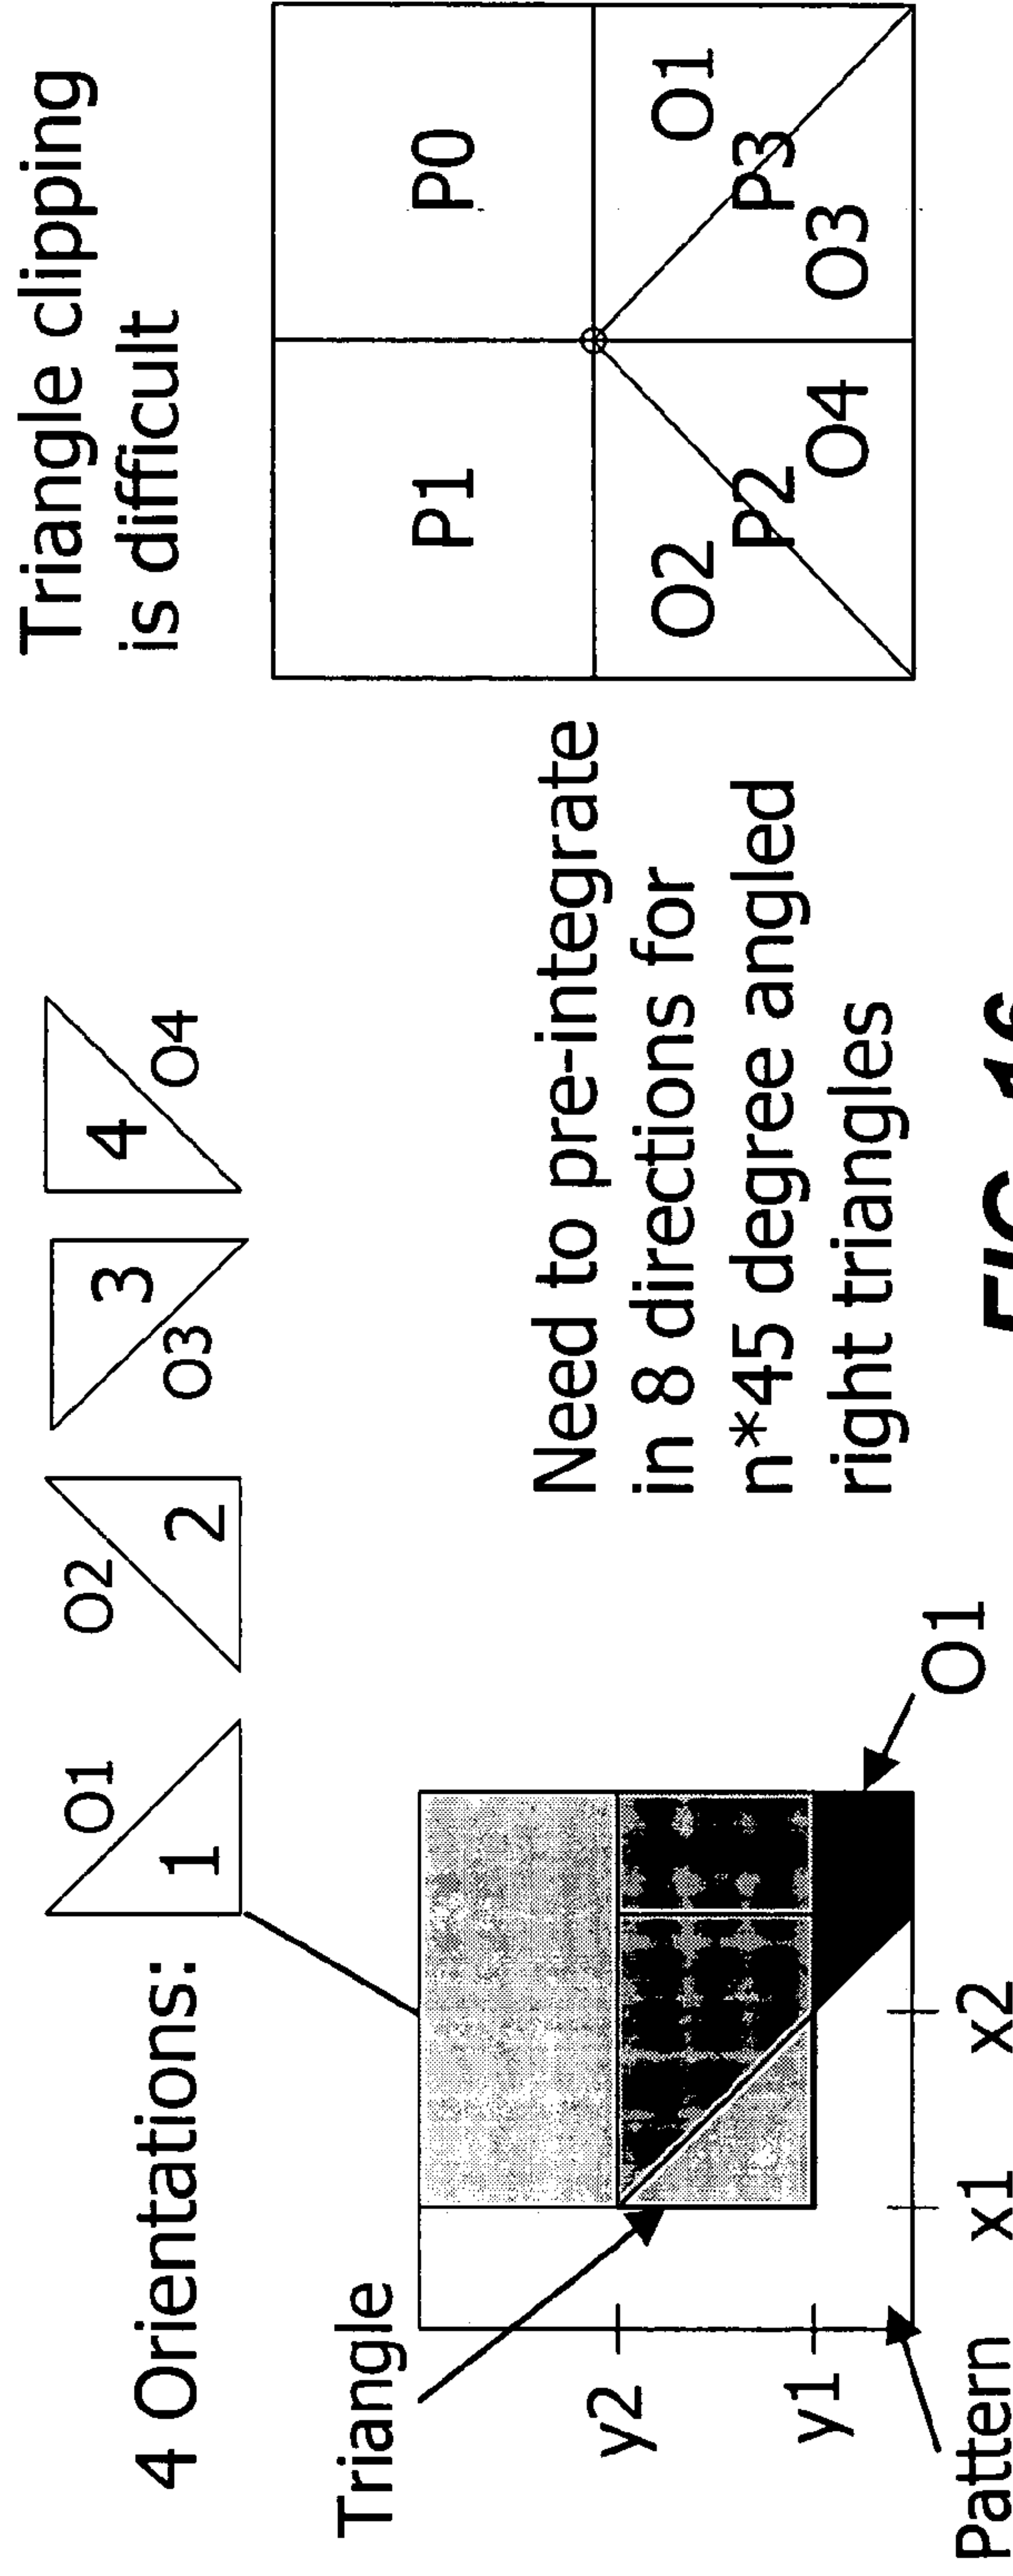 4 Orientations:
O1
1
O2
2
O3
3
O4
4
Triangle clipping
is difficult
Triangle
y2
y1
Pattern
x1
x2
O1
Need to pre-integrate
in 8 directions for
n*45 degree angled
right triangles
P1
P0
O2
P2
O4
O1
P3
O3
FIG. 16